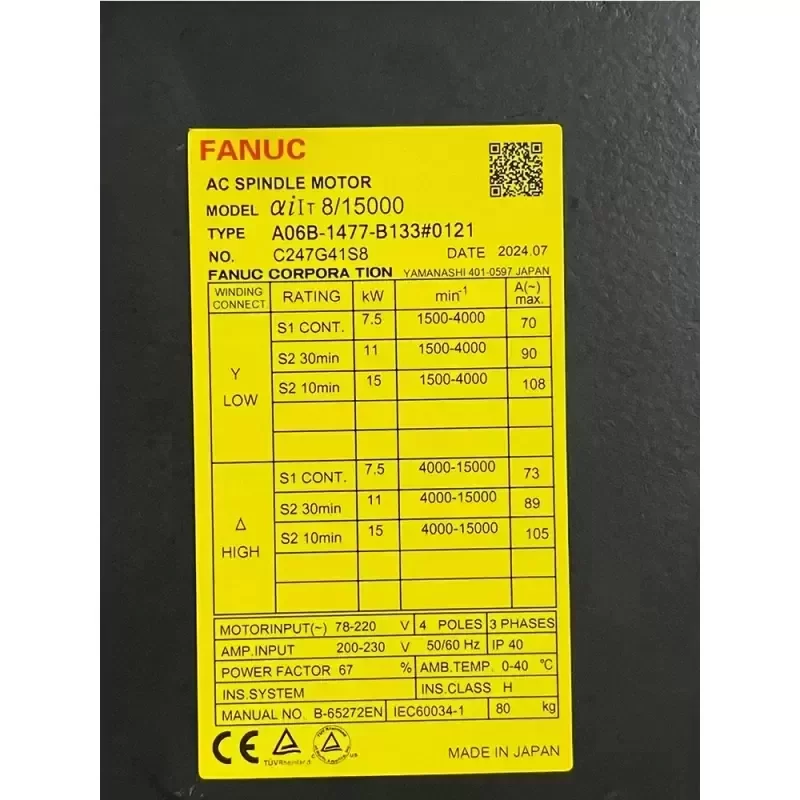 FANUC
AC SPINDLE MOTOR
MODEL αiIT 8/15000
TYPE A06B-1477-B133#0121
NO. C247G41S8 DATE 2024.07
FANUC CORPORATION YAMANASHI 401-0597 JAPAN
WINDING CONNECT RATING kW min⁻¹ A(~) max.
Y LOW
S1 CONT. 7.5 1500-4000 70
S2 30min 11 1500-4000 90
S2 10min 15 1500-4000 108
Δ HIGH
S1 CONT. 7.5 4000-15000 73
S2 30min 11 4000-15000 89
S2 10min 15 4000-15000 105
MOTORINPUT(~) 78-220 V 4 POLES 3 PHASES
AMP.INPUT 200-230 V 50/60 Hz IP 40
POWER FACTOR 67 % AMB.TEMP. 0-40 ℃
INS.SYSTEM INS.CLASS H
MANUAL NO. B-65272EN IEC60034-1 80 kg
CE
TÜVRheinland
US
MADE IN JAPAN